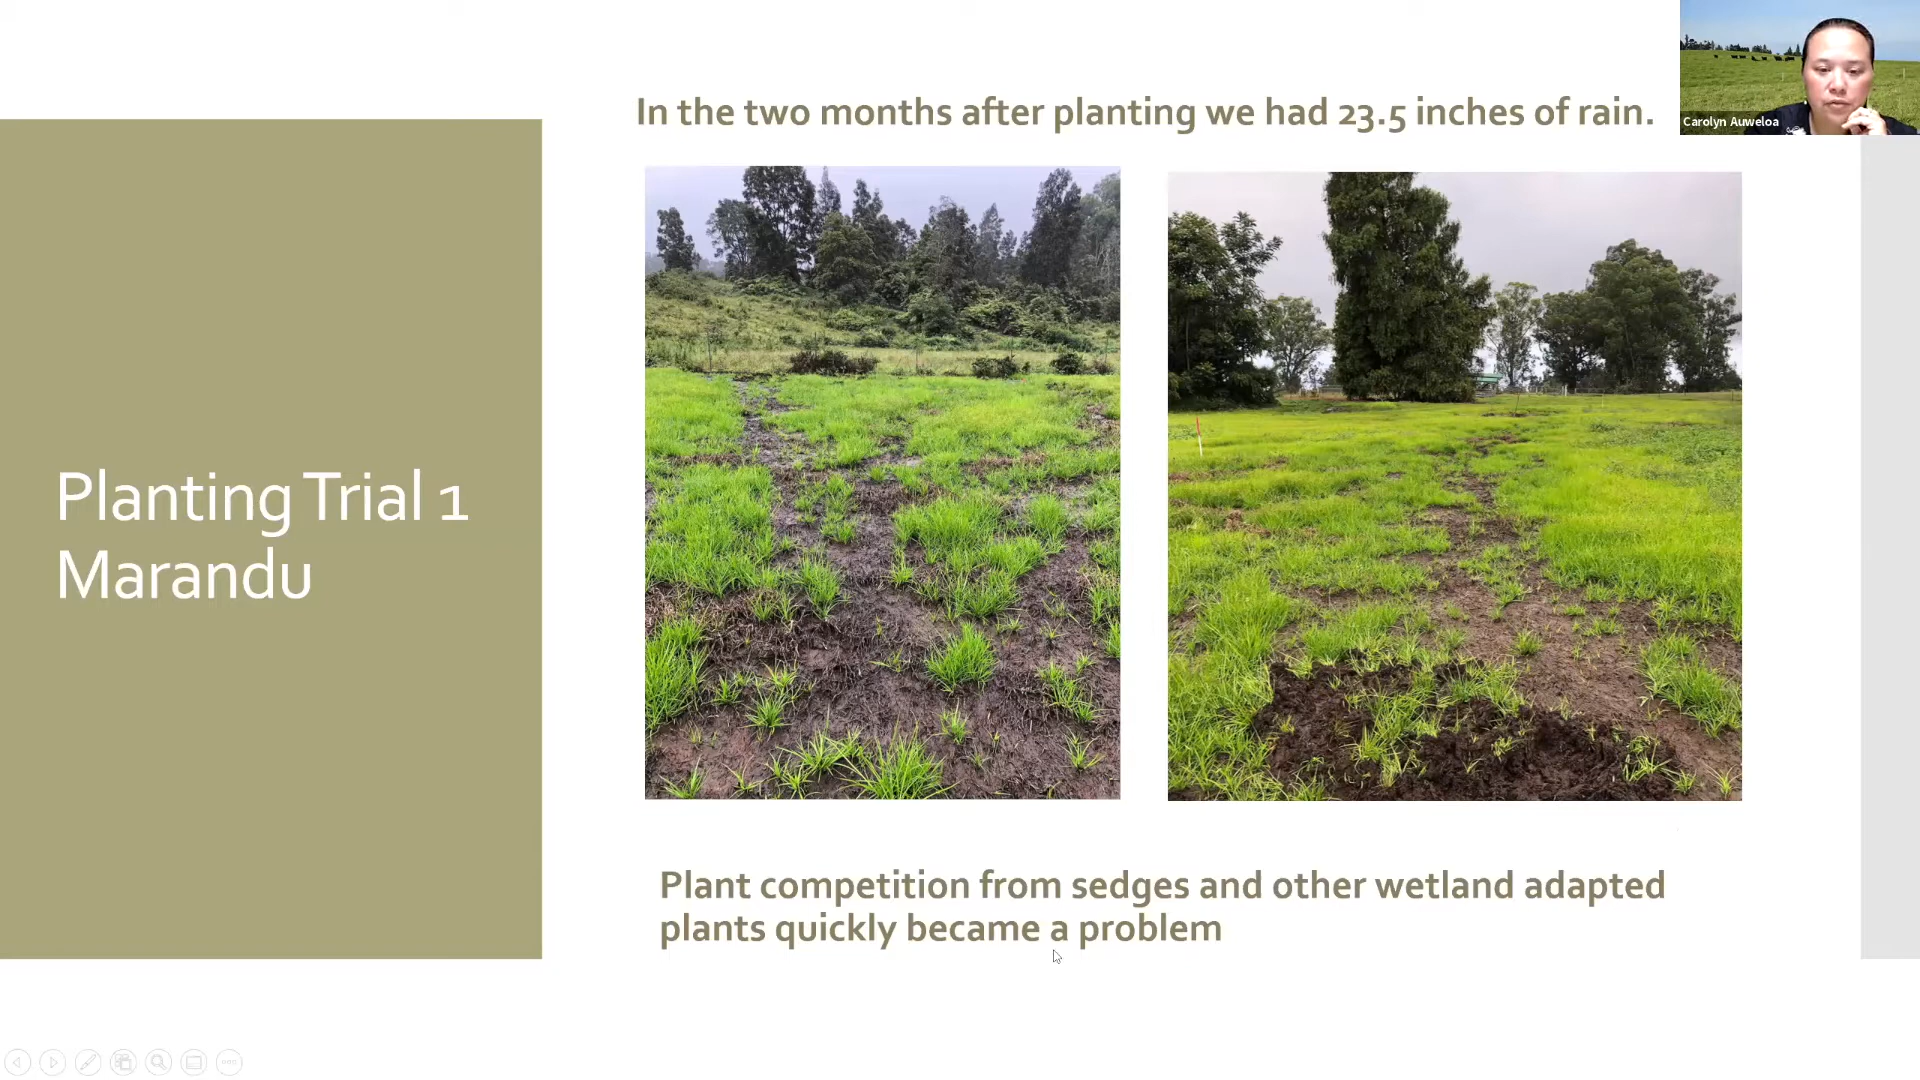 In the two months after planting we had 23.5 inches of rain.
Carolyn Auweloa
Planting Trial 1
Marandu
Plant competition from sedges and other wetland adapted
plants quickly became a problem